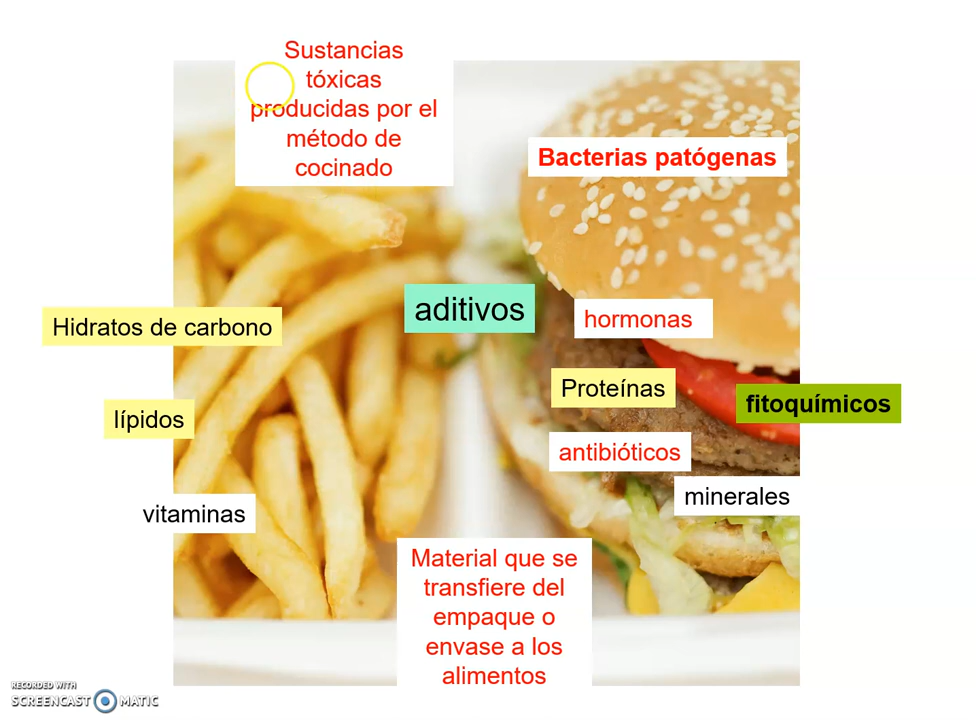 Sustancias
tóxicas
producidas por el
método de
cocinado
Bacterias patógenas
aditivos
hormonas
Hidratos de carbono
Proteínas
fitoquímicos
lípidos
antibióticos
minerales
vitaminas
Material que se
transfiere del
empaque o
envase a los
alimentos
RECORDED WITH
SCREENCAST MATIC